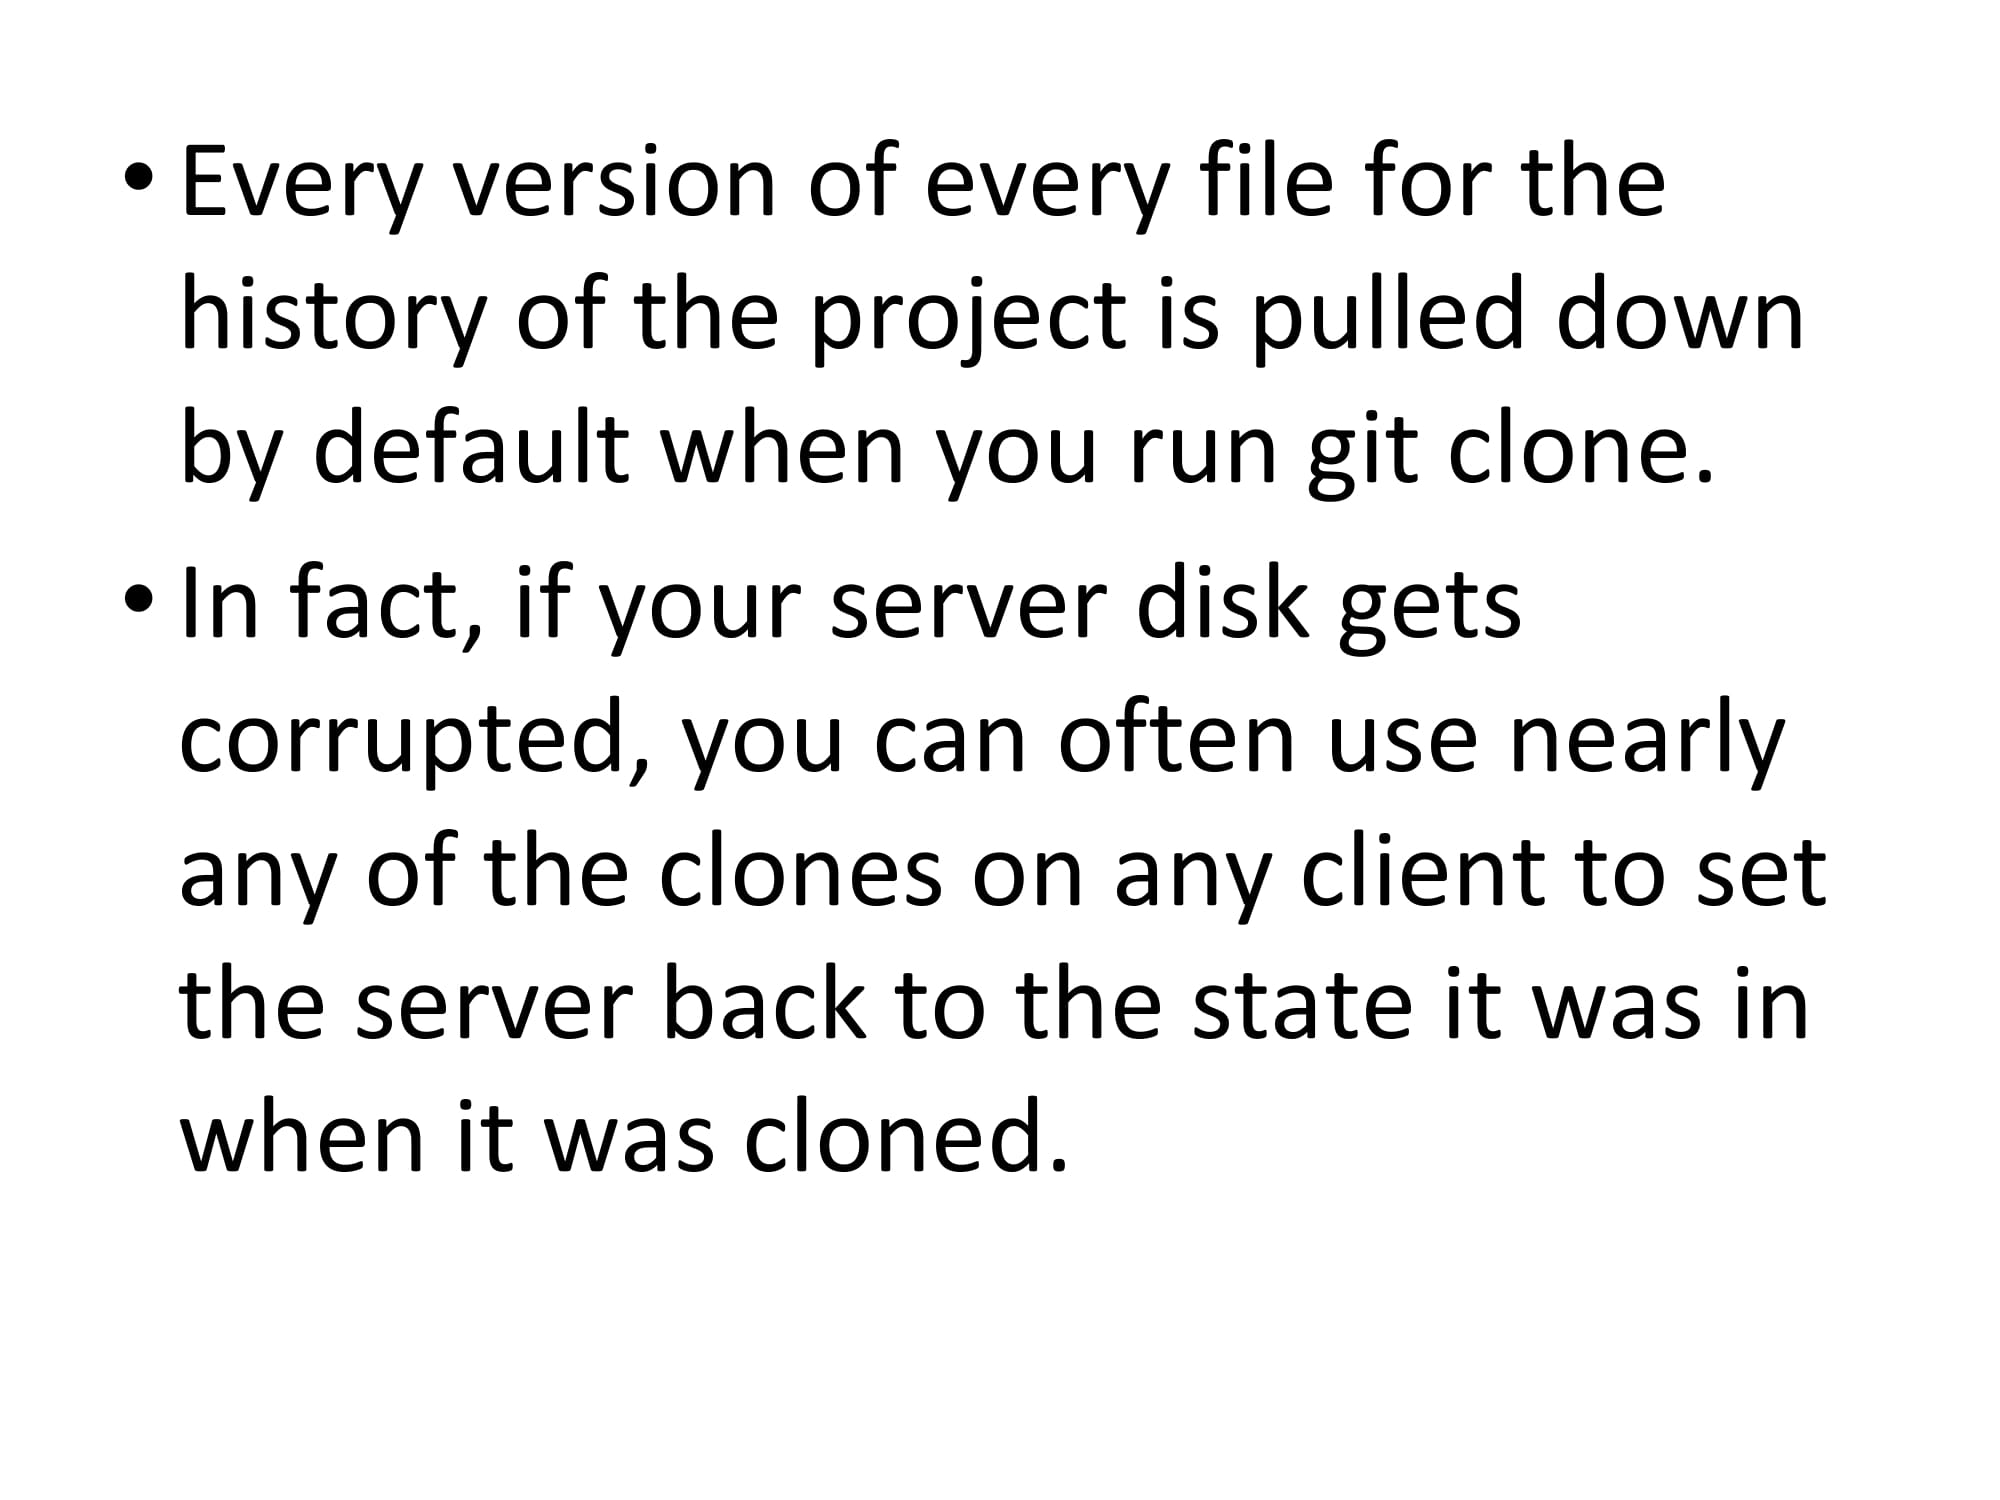 • Every version of every file for the
history of the project is pulled down
by default when you run git clone.
• In fact, if your server disk gets
corrupted, you can often use nearly
any of the clones on any client to set
the server back to the state it was in
when it was cloned.